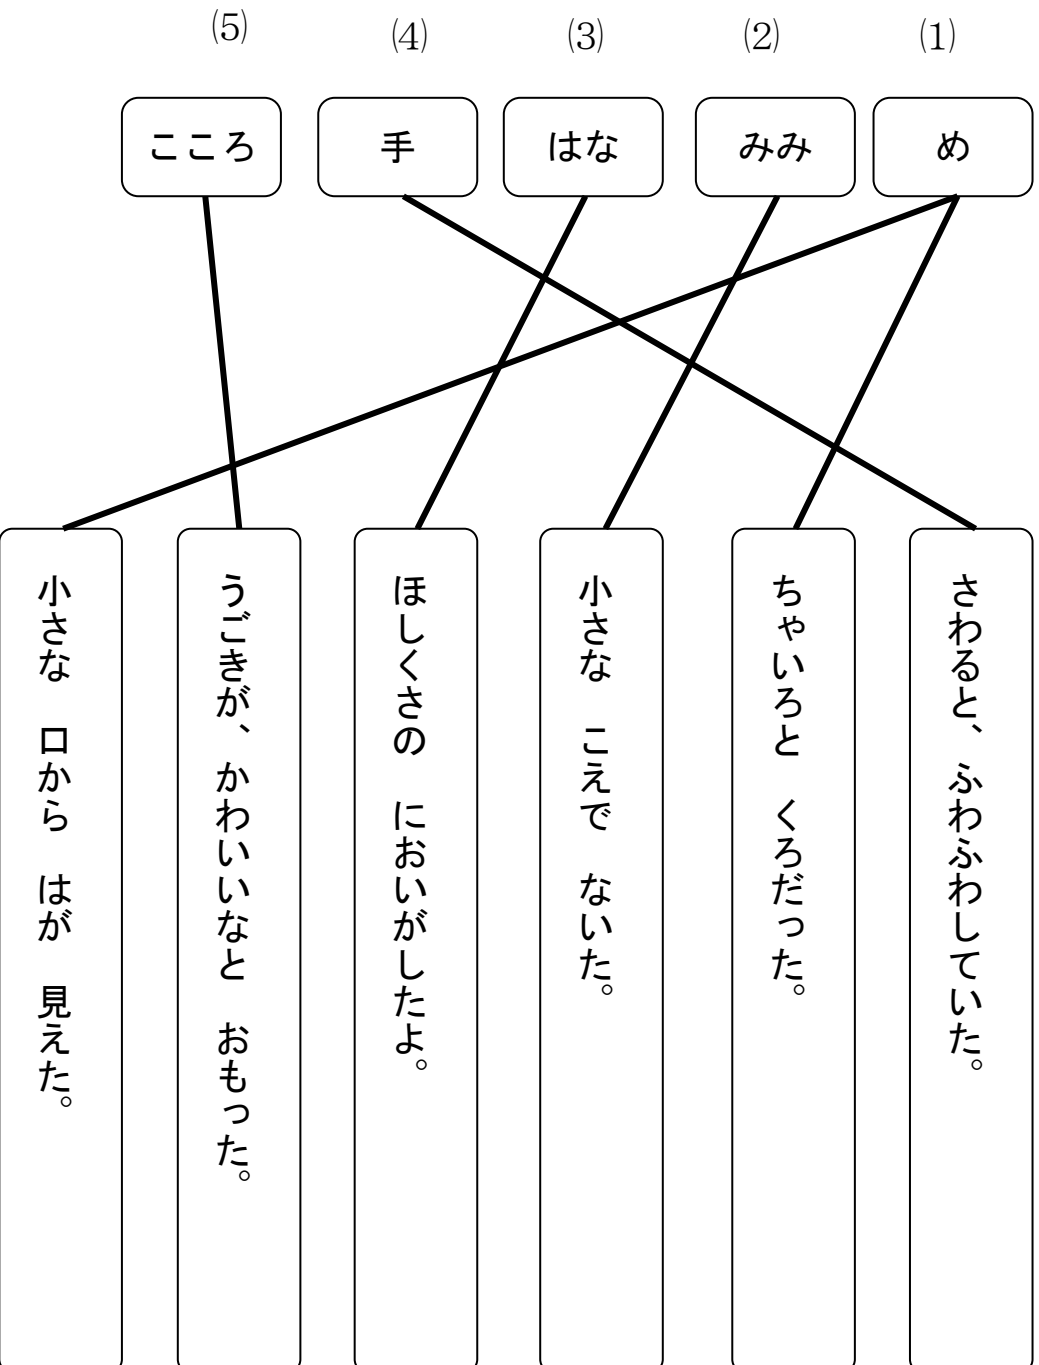 ⑴
め
⑵
みみ
⑶
はな
⑷
手
⑸
こころ
さわると、ふわふわしていた。
ちゃいろと　くろだった。
小さな　こえで　ないた。
ほしくさの　においがしたよ。
うごきが、かわいいなと　おもった。
小さな　口から　はが　見えた。